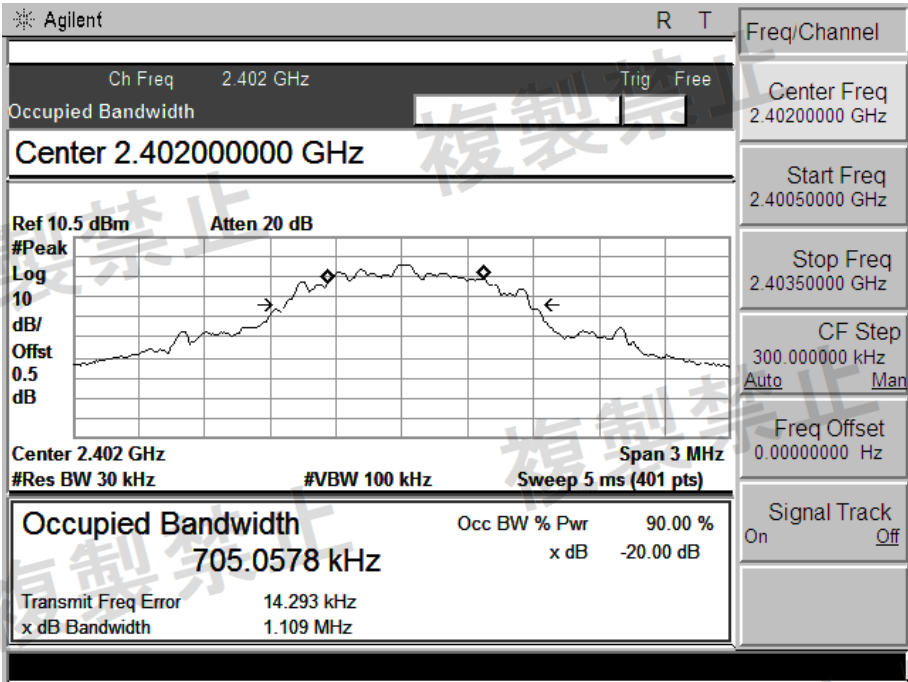 Agilent R T
Freq/Channel
Ch Freq 2.402 GHz Trig Free
Occupied Bandwidth
Center 2.402000000 GHz
Ref 10.5 dBm Atten 20 dB
#Peak
Log
10
dB/
Offst
0.5
dB
Center 2.402 GHz Span 3 MHz
#Res BW 30 kHz #VBW 100 kHz Sweep 5 ms (401 pts)
Occupied Bandwidth
705.0578 kHz
Occ BW % Pwr 90.00 %
x dB -20.00 dB
Transmit Freq Error 14.293 kHz
x dB Bandwidth 1.109 MHz
Center Freq
2.40200000 GHz
Start Freq
2.40050000 GHz
Stop Freq
2.40350000 GHz
CF Step
300.000000 kHz
Auto Man
Freq Offset
0.00000000 Hz
Signal Track
On Off
複製禁止
製禁止
複製禁止
複製禁止